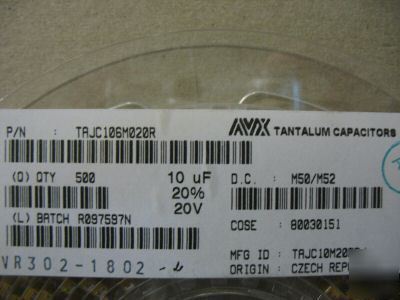 P/N : TAJC106M020R
AVX TANTALUM CAPACITORS
(Q) QTY 500
10 uF
20%
20V
D.C. : M50/M52
(L) BATCH R097597N
COSE : 80030151
MFG ID :
VR302-1802
ORIGIN : CZECH